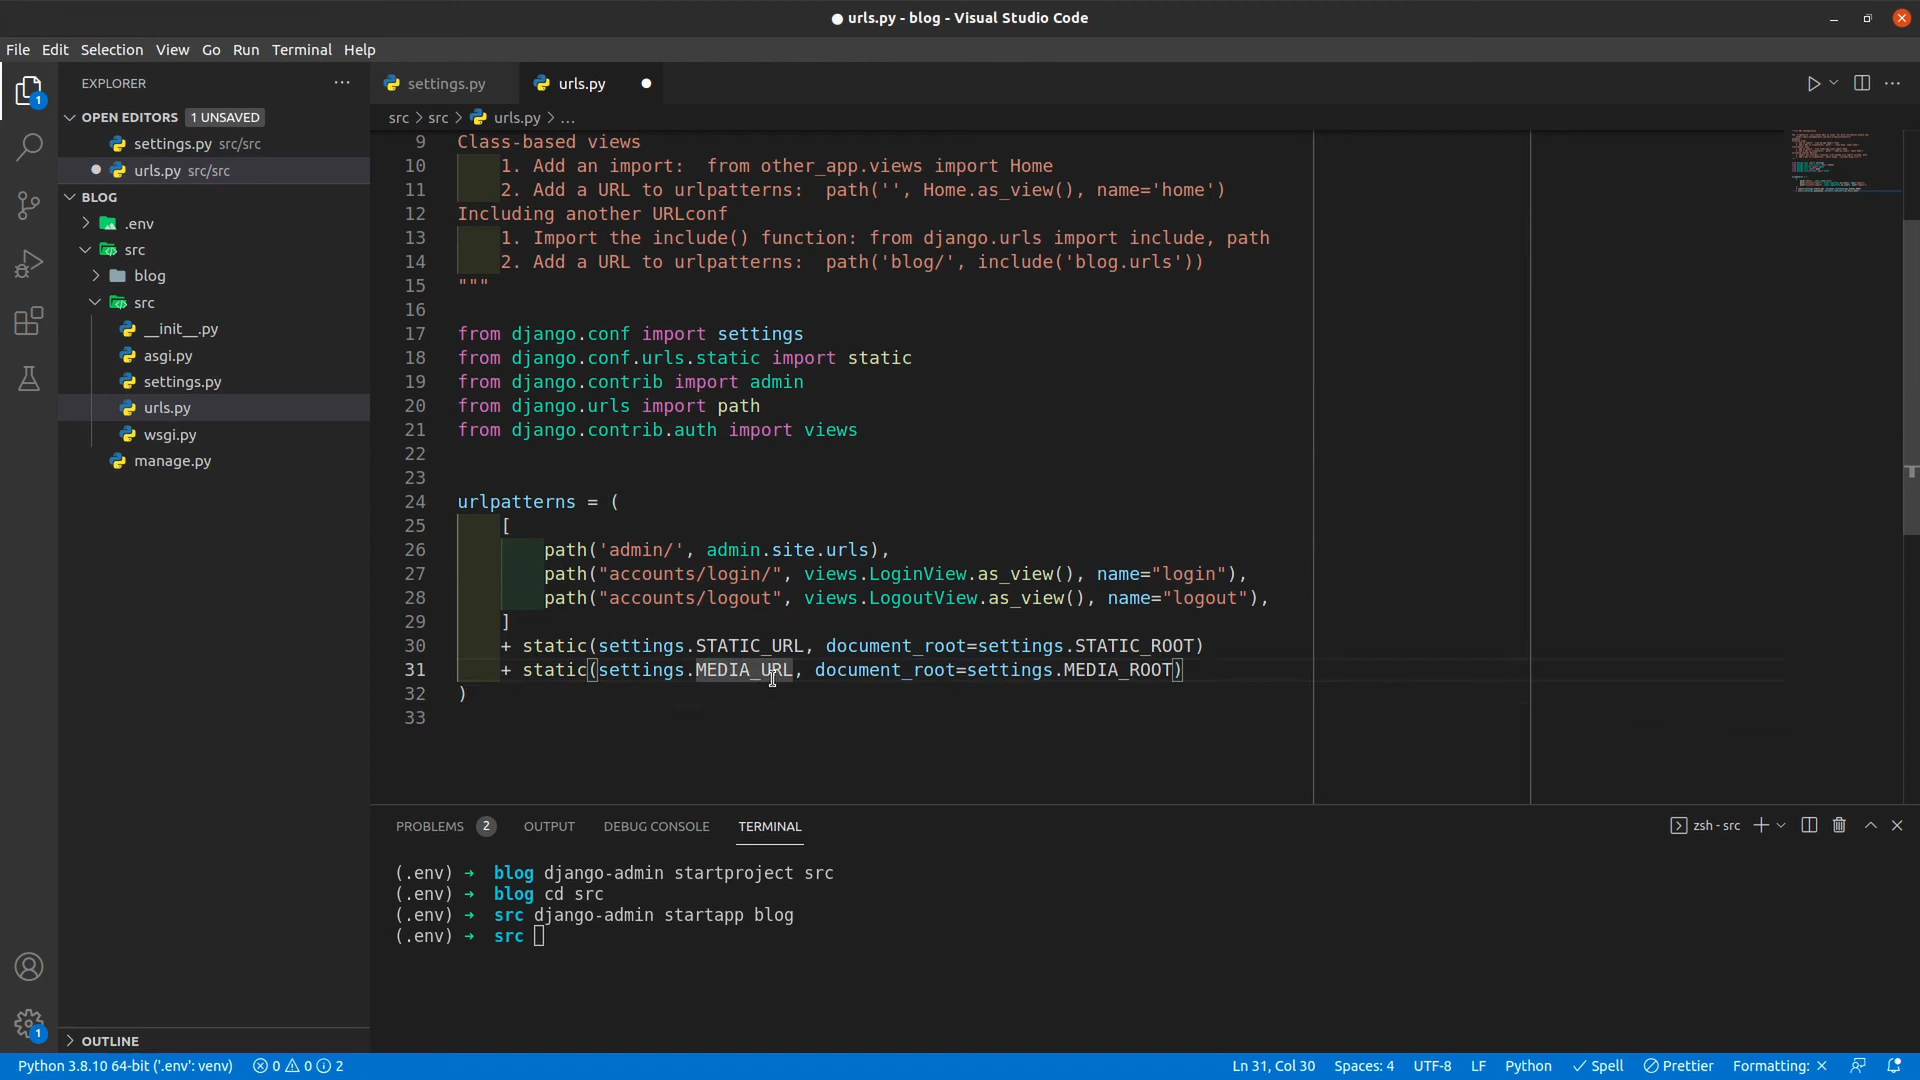 urls.py - blog - Visual Studio Code
File Edit Selection View Go Run Terminal Help
EXPLORER
OPEN EDITORS 1 UNSAVED
settings.py src/src
urls.py src/src
BLOG
.env
src
blog
src
__init__.py
asgi.py
settings.py
urls.py
wsgi.py
manage.py
OUTLINE
1
1
settings.py urls.py
src > src > urls.py > ...
9 Class-based views
10     1. Add an import:  from other_app.views import Home
11     2. Add a URL to urlpatterns:  path('', Home.as_view(), name='home')
12 Including another URLconf
13     1. Import the include() function: from django.urls import include, path
14     2. Add a URL to urlpatterns:  path('blog/', include('blog.urls'))
15 """
16
17 from django.conf import settings
18 from django.conf.urls.static import static
19 from django.contrib import admin
20 from django.urls import path
21 from django.contrib.auth import views
22
23
24 urlpatterns = (
25     [
26         path('admin/', admin.site.urls),
27         path("accounts/login/", views.LoginView.as_view(), name="login"),
28         path("accounts/logout", views.LogoutView.as_view(), name="logout"),
29     ]
30     + static(settings.STATIC_URL, document_root=settings.STATIC_ROOT)
31     + static(settings.MEDIA_URL, document_root=settings.MEDIA_ROOT)
32 )
33
PROBLEMS 2 OUTPUT DEBUG CONSOLE TERMINAL
zsh - src
(.env) → blog django-admin startproject src
(.env) → blog cd src
(.env) → src django-admin startapp blog
(.env) → src
Python 3.8.10 64-bit ('.env': venv) 0 0 2 Ln 31, Col 30 Spaces: 4 UTF-8 LF Python Spell Prettier Formatting: ×